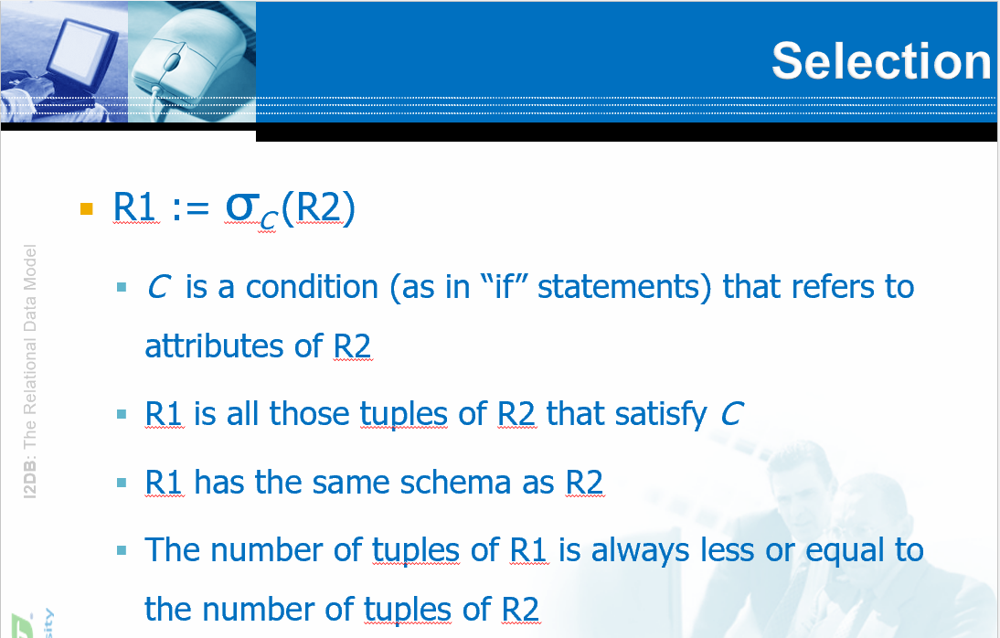 Selection
R1 := σC(R2)
C is a condition (as in “if” statements) that refers to
attributes of R2
R1 is all those tuples of R2 that satisfy C
R1 has the same schema as R2
The number of tuples of R1 is always less or equal to
the number of tuples of R2
I2DB: The Relational Data Model